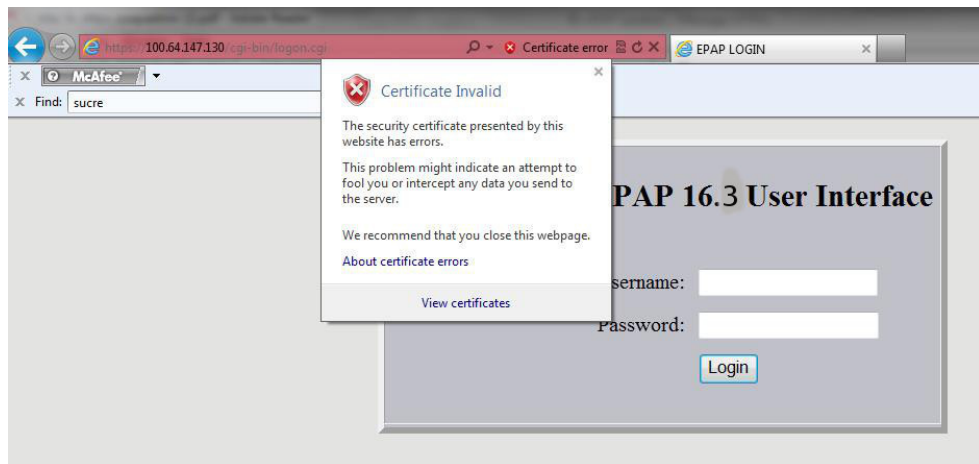 https://100.64.147.130/cgi-bin/logon.cgi Certificate error EPAP LOGIN ×
× McAfee
× Find: sucre
×
Certificate Invalid
The security certificate presented by this
website has errors.
This problem might indicate an attempt to
fool you or intercept any data you send to
the server.
We recommend that you close this webpage.
About certificate errors
View certificates
PAP 16.3 User Interface
sername:
Password:
Login